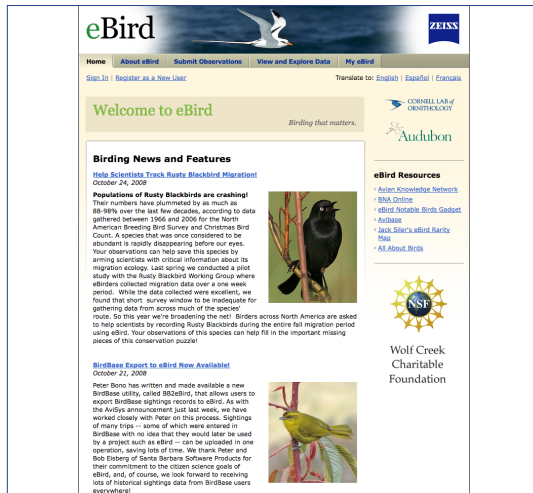 eBird
ZEISS
Home About eBird Submit Observations View and Explore Data My eBird
Sign In | Register as a New User
Translate to: English | Español | Français
Welcome to eBird
Birding that matters.
CORNELL LAB of
ORNITHOLOGY
Audubon
Birding News and Features
Help Scientists Track Rusty Blackbird Migration!
October 24, 2008
Populations of Rusty Blackbirds are crashing!
Their numbers have plummeted by as much as
88-98% over the last few decades, according to data
gathered between 1966 and 2006 for the North
American Breeding Bird Survey and Christmas Bird
Count. A species that was once considered to be
abundant is rapidly disappearing before our eyes.
Your observations can help save this species by
arming scientists with critical information about its
migration ecology. Last spring we conducted a pilot
study with the Rusty Blackbird Working Group where
eBirders collected migration data over a one week
period. While the data collected were excellent, we
found that short survey window to be inadequate for
gathering data from across much of the species'
route. So this year we're broadening the net! Birders across North America are asked
to help scientists by recording Rusty Blackbirds during the entire fall migration period
using eBird. Your observations of this species can help fill in the important missing
pieces of this conservation puzzle!
BirdBase Export to eBird Now Available!
October 21, 2008
Peter Bono has written and made available a new
BirdBase utility, called BB2eBird, that allows users to
export BirdBase sightings records to eBird. As with
the AviSys announcement just last week, we have
worked closely with Peter on this process. Sightings
of many trips -- some of which were entered in
BirdBase with no idea that they would later be used
by a project such as eBird -- can be uploaded in one
operation, saving lots of time. We thank Peter and
Bob Eisberg of Santa Barbara Software Products for
their commitment to the citizen science goals of
eBird, and, of course, we look forward to receiving
lots of historical sightings data from BirdBase users
everywhere!
eBird Resources
Avian Knowledge Network
BNA Online
eBird Notable Birds Gadget
Avibase
Jack Siler's eBird Rarity
Map
All About Birds
NSF
Wolf Creek
Charitable
Foundation